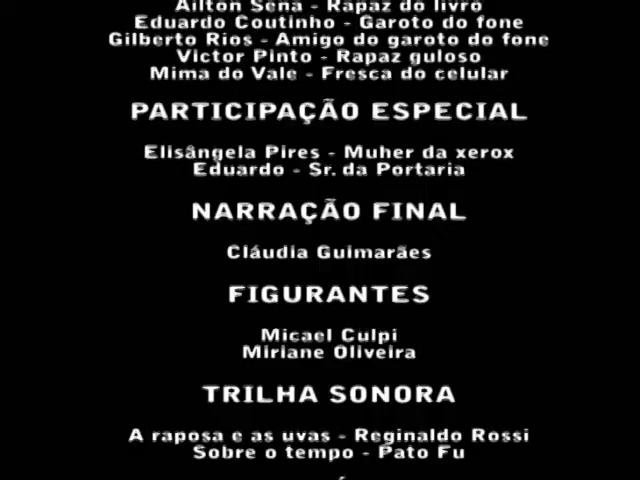 Ailton Sena - Rapaz do livro
Eduardo Coutinho - Garoto do fone
Gilberto Rios - Amigo do garoto do fone
Victor Pinto - Rapaz guloso
Mima do Vale - Fresca do celular
PARTICIPAÇÃO ESPECIAL
Elisângela Pires - Muher da xerox
Eduardo - Sr. da Portaria
NARRAÇÃO FINAL
Cláudia Guimarães
FIGURANTES
Micael Culpi
Miriane Oliveira
TRILHA SONORA
A raposa e as uvas - Reginaldo Rossi
Sobre o tempo - Pato Fu